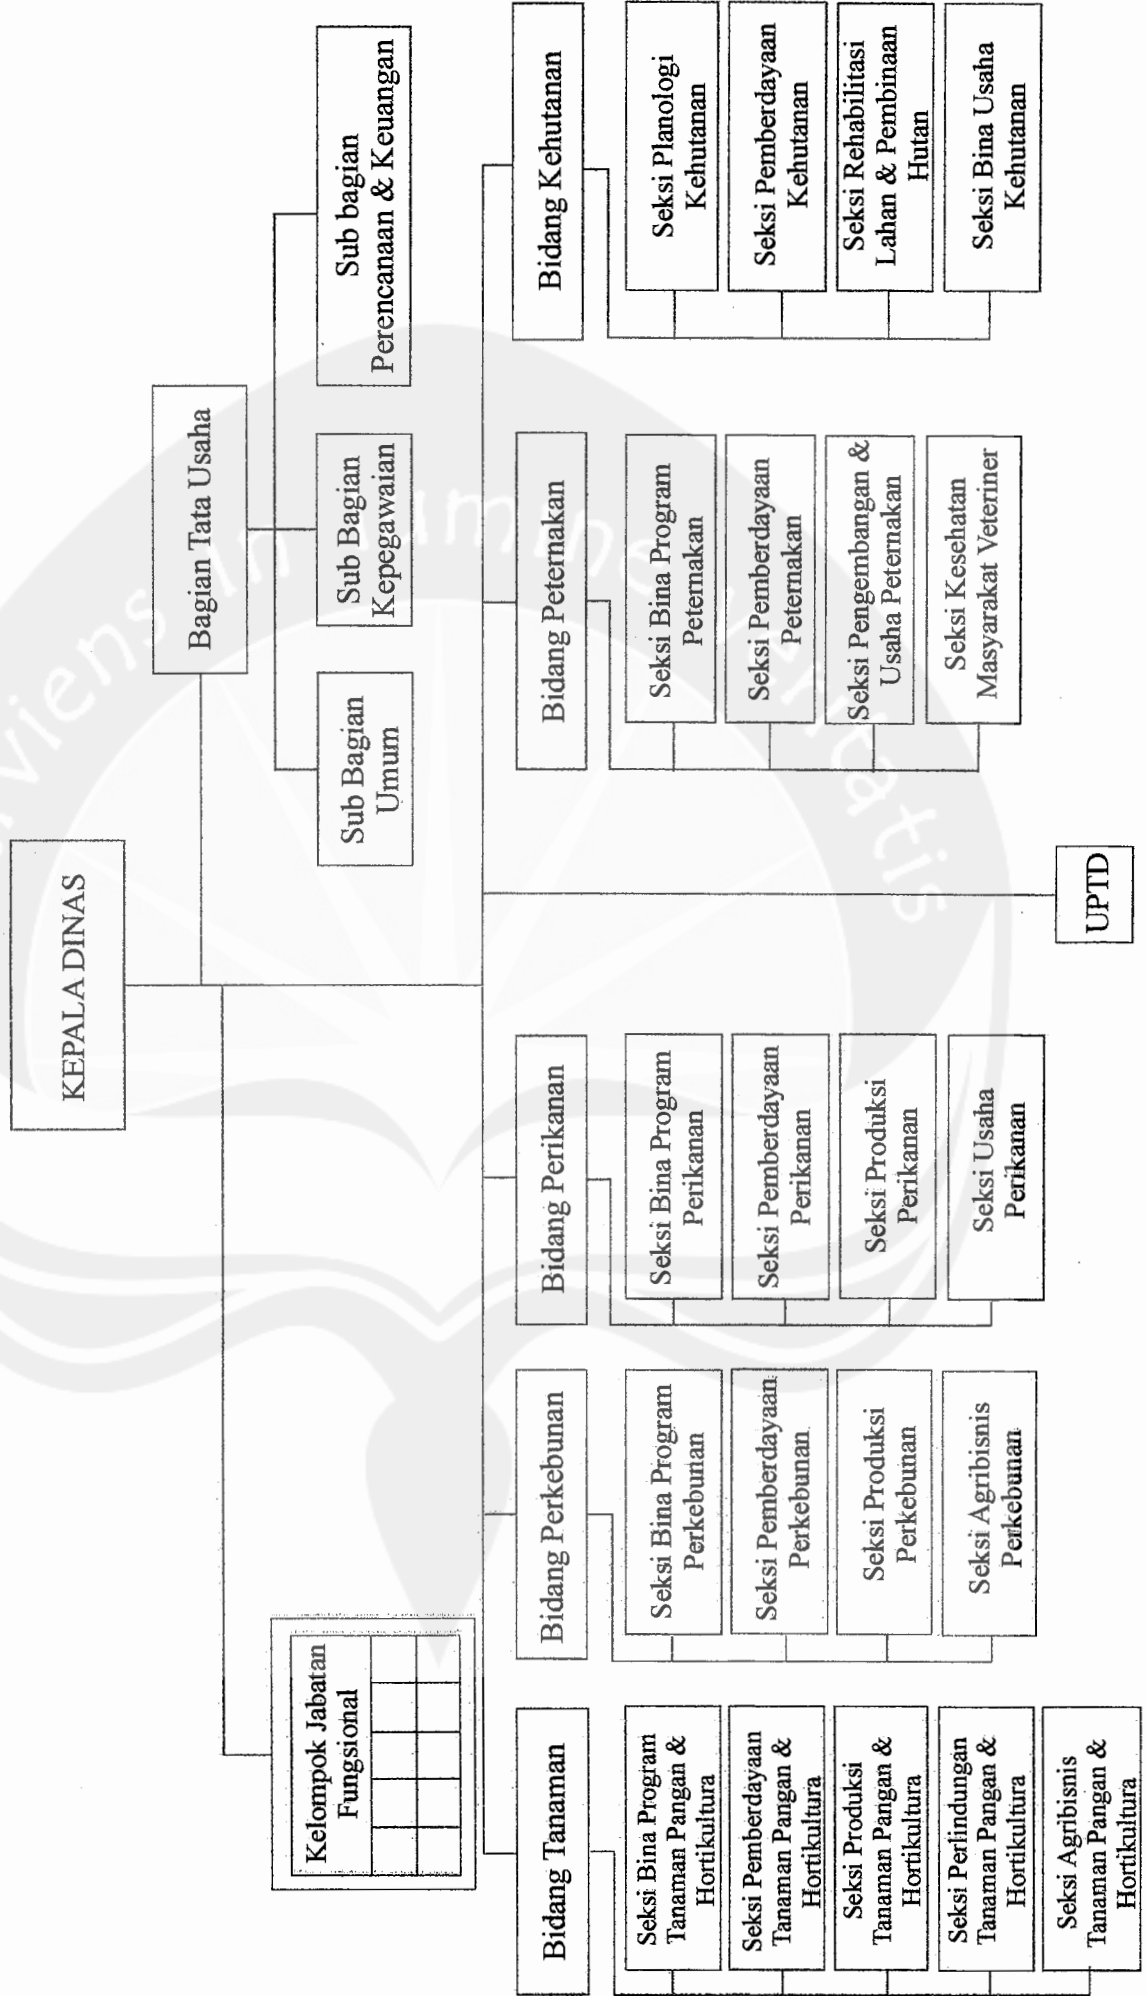 KEPALA DINAS
Bagian Tata Usaha
Kelompok Jabatan
Fungsional
Sub Bagian
Umum
Sub Bagian
Kepegawaian
Sub bagian
Perencanaan & Keuangan
Bidang Tanaman
Seksi Bina Program
Tanaman Pangan &
Hortikultura
Seksi Pemberdayaan
Tanaman Pangan &
Hortikultura
Seksi Produksi
Tanaman Pangan &
Hortikultura
Seksi Perlindungan
Tanaman Pangan &
Hortikultura
Seksi Agribisnis
Tanaman Pangan &
Hortikultura
Bidang Perkebunan
Seksi Bina Program
Perkebunan
Seksi Pemberdayaan
Perkebunan
Seksi Produksi
Perkebunan
Seksi Agribisnis
Perkebunan
Bidang Perikanan
Seksi Bina Program
Perikanan
Seksi Pemberdayaan
Perikanan
Seksi Produksi
Perikanan
Seksi Usaha
Perikanan
UPTD
Bidang Peternakan
Seksi Bina Program
Peternakan
Seksi Pemberdayaan
Peternakan
Seksi Pengembangan &
Usaha Peternakan
Seksi Kesehatan
Masyarakat Veteriner
Bidang Kehutanan
Seksi Planologi
Kehutanan
Seksi Pemberdayaan
Kehutanan
Seksi Rehabilitasi
Lahan & Pembinaan
Hutan
Seksi Bina Usaha
Kehutanan
viens in lumine veritatis